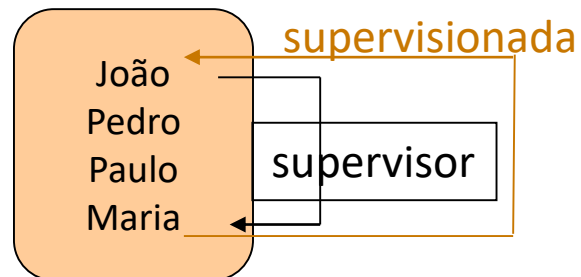 supervisionada
João
Pedro
Paulo
Maria
supervisor